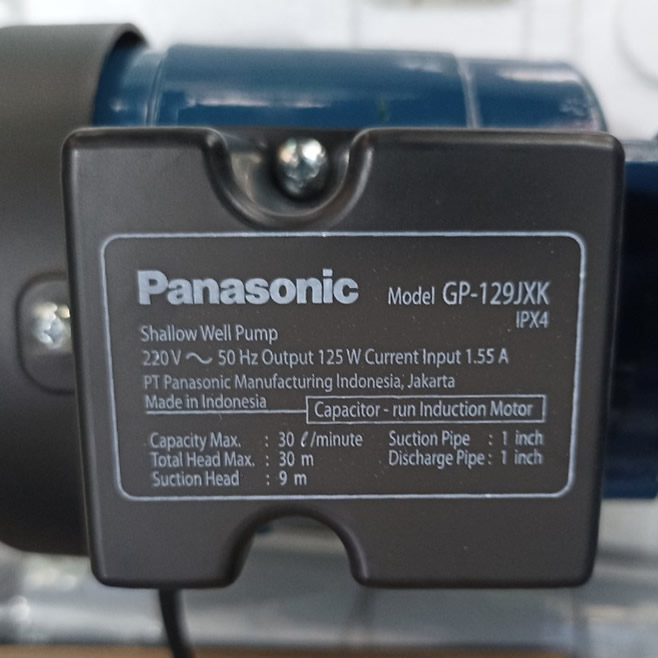 Panasonic Model GP-129JXK
IPX4
Shallow Well Pump
220 V ~ 50 Hz Output 125 W Current Input 1.55 A
PT Panasonic Manufacturing Indonesia, Jakarta
Made in Indonesia
Capacitor - run Induction Motor
Capacity Max. : 30 ℓ/minute Suction Pipe : 1 inch
Total Head Max. : 30 m Discharge Pipe : 1 inch
Suction Head : 9 m